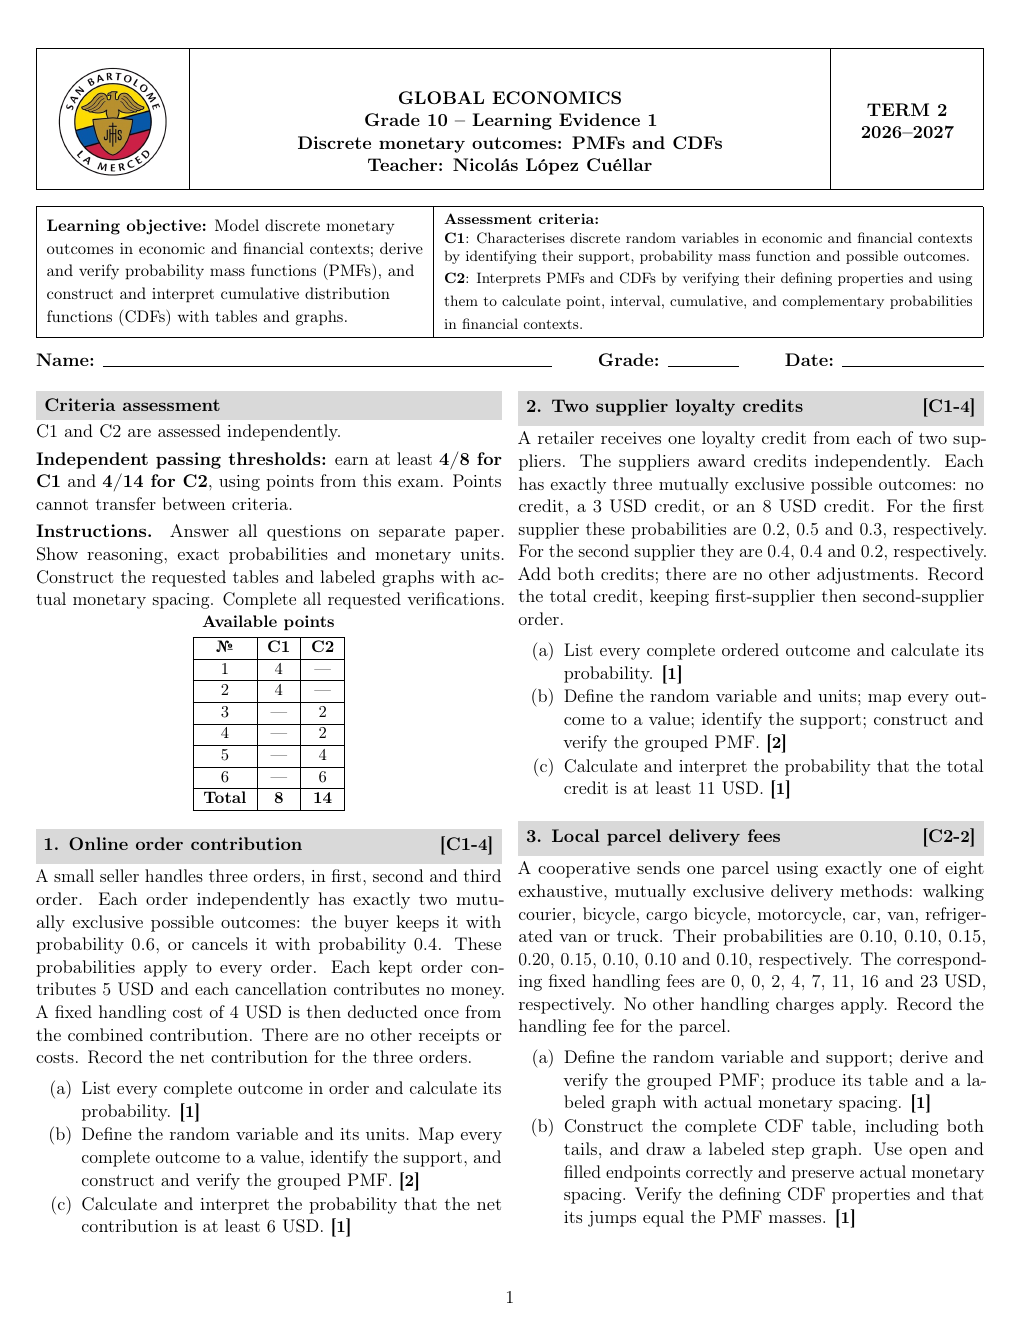 SAN BARTOLOME
LA MERCED
JHS
GLOBAL ECONOMICS
Grade 10 – Learning Evidence 1
Discrete monetary outcomes: PMFs and CDFs
Teacher: Nicolás López Cuéllar
TERM 2
2026–2027
Learning objective: Model discrete monetary
outcomes in economic and financial contexts; derive
and verify probability mass functions (PMFs), and
construct and interpret cumulative distribution
functions (CDFs) with tables and graphs.
Assessment criteria:
C1: Characterises discrete random variables in economic and financial contexts
by identifying their support, probability mass function and possible outcomes.
C2: Interprets PMFs and CDFs by verifying their defining properties and using
them to calculate point, interval, cumulative, and complementary probabilities
in financial contexts.
Name: Grade: Date:
Criteria assessment
C1 and C2 are assessed independently.
Independent passing thresholds: earn at least 4/8 for
C1 and 4/14 for C2, using points from this exam. Points
cannot transfer between criteria.
Instructions. Answer all questions on separate paper.
Show reasoning, exact probabilities and monetary units.
Construct the requested tables and labeled graphs with ac-
tual monetary spacing. Complete all requested verifications.
Available points
№ C1 C2
1 4 —
2 4 —
3 — 2
4 — 2
5 — 4
6 — 6
Total 8 14
1. Online order contribution [C1-4]
A small seller handles three orders, in first, second and third
order. Each order independently has exactly two mutu-
ally exclusive possible outcomes: the buyer keeps it with
probability 0.6, or cancels it with probability 0.4. These
probabilities apply to every order. Each kept order con-
tributes 5 USD and each cancellation contributes no money.
A fixed handling cost of 4 USD is then deducted once from
the combined contribution. There are no other receipts or
costs. Record the net contribution for the three orders.
(a) List every complete outcome in order and calculate its
probability. [1]
(b) Define the random variable and its units. Map every
complete outcome to a value, identify the support, and
construct and verify the grouped PMF. [2]
(c) Calculate and interpret the probability that the net
contribution is at least 6 USD. [1]
2. Two supplier loyalty credits [C1-4]
A retailer receives one loyalty credit from each of two sup-
pliers. The suppliers award credits independently. Each
has exactly three mutually exclusive possible outcomes: no
credit, a 3 USD credit, or an 8 USD credit. For the first
supplier these probabilities are 0.2, 0.5 and 0.3, respectively.
For the second supplier they are 0.4, 0.4 and 0.2, respectively.
Add both credits; there are no other adjustments. Record
the total credit, keeping first-supplier then second-supplier
order.
(a) List every complete ordered outcome and calculate its
probability. [1]
(b) Define the random variable and units; map every out-
come to a value; identify the support; construct and
verify the grouped PMF. [2]
(c) Calculate and interpret the probability that the total
credit is at least 11 USD. [1]
3. Local parcel delivery fees [C2-2]
A cooperative sends one parcel using exactly one of eight
exhaustive, mutually exclusive delivery methods: walking
courier, bicycle, cargo bicycle, motorcycle, car, van, refriger-
ated van or truck. Their probabilities are 0.10, 0.10, 0.15,
0.20, 0.15, 0.10, 0.10 and 0.10, respectively. The correspond-
ing fixed handling fees are 0, 0, 2, 4, 7, 11, 16 and 23 USD,
respectively. No other handling charges apply. Record the
handling fee for the parcel.
(a) Define the random variable and support; derive and
verify the grouped PMF; produce its table and a la-
beled graph with actual monetary spacing. [1]
(b) Construct the complete CDF table, including both
tails, and draw a labeled step graph. Use open and
filled endpoints correctly and preserve actual monetary
spacing. Verify the defining CDF properties and that
its jumps equal the PMF masses. [1]
1